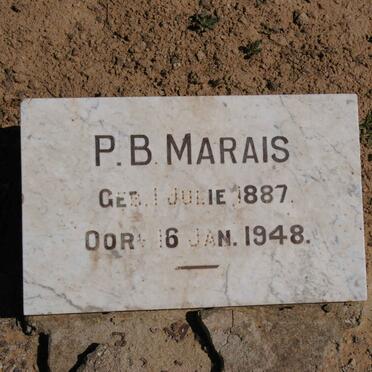 P.B. MARAIS
GEB. 1 JULIE 1887.
OORL 16 JAN. 1948.